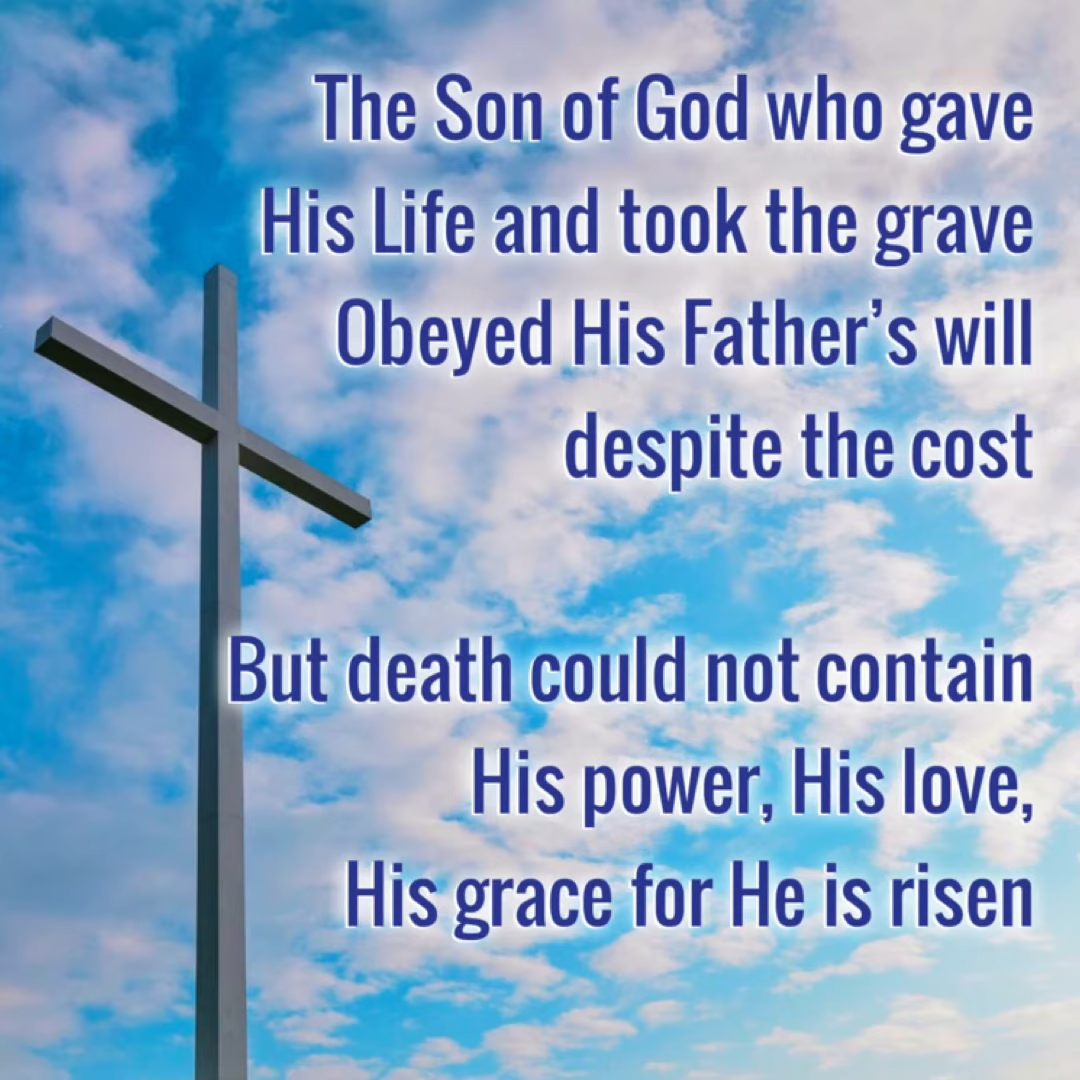 The Son of God who gave
His Life and took the grave
Obeyed His Father’s will
despite the cost
But death could not contain
His power, His love,
His grace for He is risen